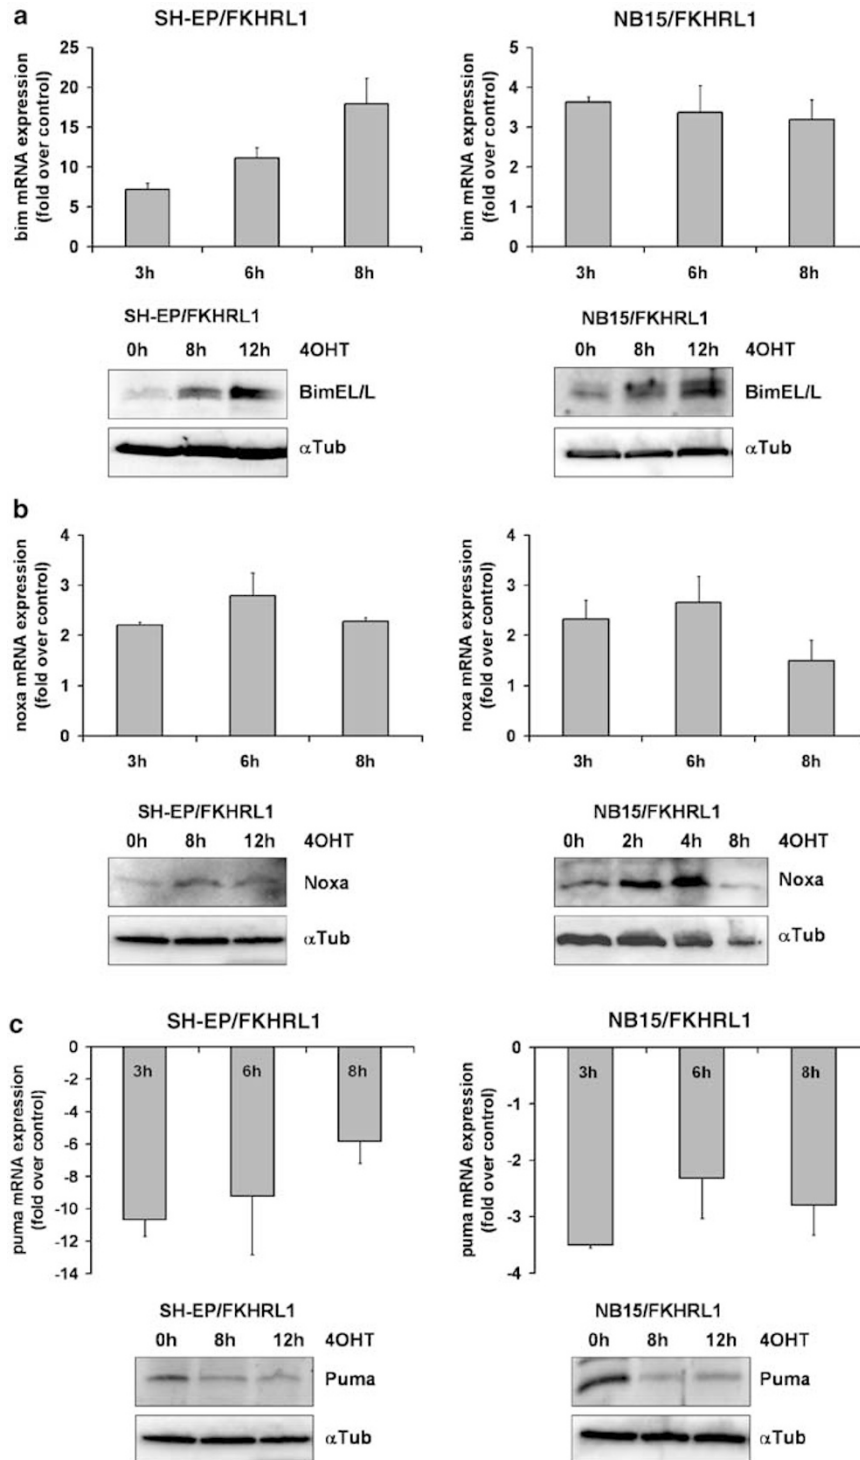 a
SH-EP/FKHRL1
bim mRNA expression
(fold over control)
25
20
15
10
5
0
3h 6h 8h
NB15/FKHRL1
bim mRNA expression
(fold over control)
5
4
3
2
1
0
3h 6h 8h
SH-EP/FKHRL1
0h 8h 12h 4OHT
BimEL/L
αTub
NB15/FKHRL1
0h 8h 12h 4OHT
BimEL/L
αTub
b
noxa mRNA expression
(fold over control)
4
3
2
1
0
3h 6h 8h
noxa mRNA expression
(fold over control)
4
3
2
1
0
3h 6h 8h
SH-EP/FKHRL1
0h 8h 12h 4OHT
Noxa
αTub
NB15/FKHRL1
0h 2h 4h 8h 4OHT
Noxa
αTub
c
SH-EP/FKHRL1
puma mRNA expression
(fold over control)
0
-2
-4
-6
-8
-10
-12
-14
3h 6h 8h
NB15/FKHRL1
puma mRNA expression
(fold over control)
0
-1
-2
-3
-4
3h 6h 8h
SH-EP/FKHRL1
0h 8h 12h 4OHT
Puma
αTub
NB15/FKHRL1
0h 8h 12h 4OHT
Puma
αTub